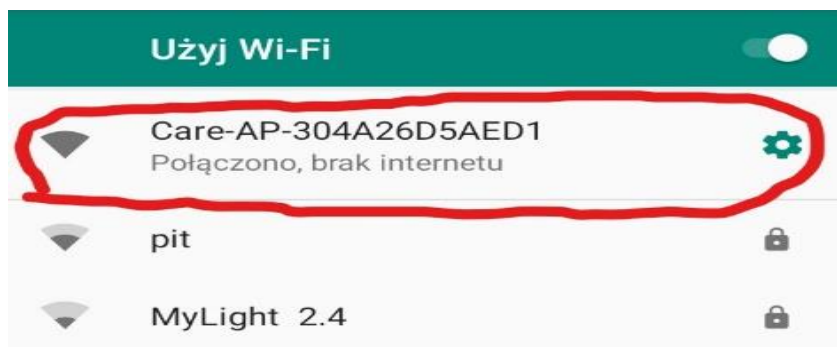 Użyj Wi-Fi
Care-AP-304A26D5AED1
Połączono, brak internetu
pit
MyLight 2.4